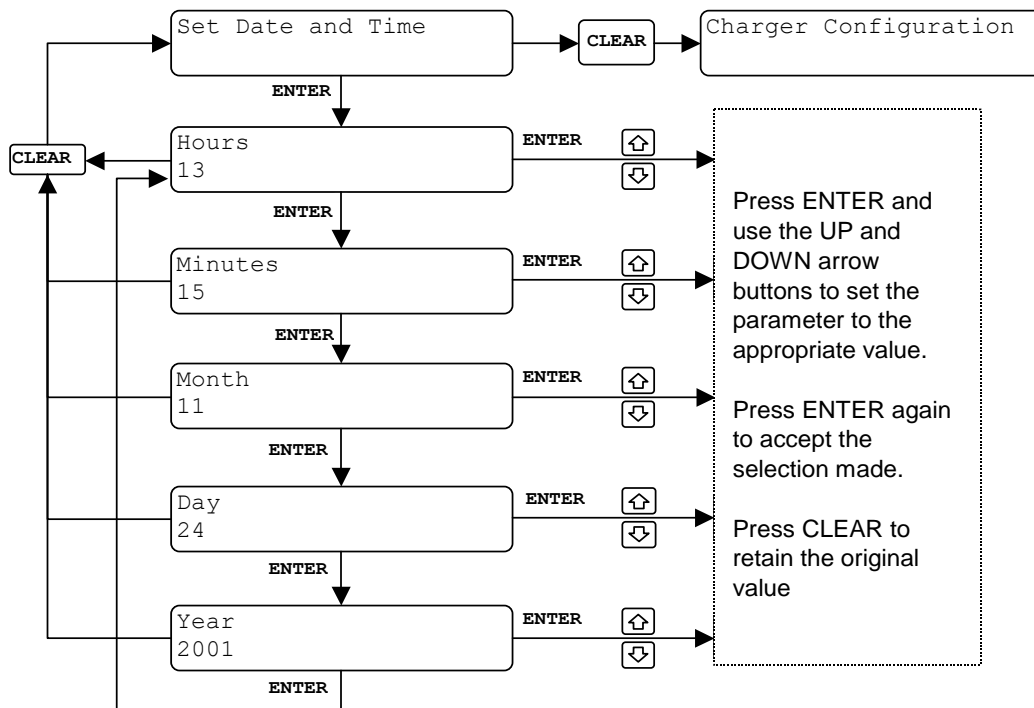 Set Date and Time
CLEAR
Charger Configuration
ENTER
Hours
13
ENTER
CLEAR
ENTER
Minutes
15
ENTER
ENTER
Month
11
ENTER
ENTER
Day
24
ENTER
ENTER
Year
2001
ENTER
ENTER
Press ENTER and
use the UP and
DOWN arrow
buttons to set the
parameter to the
appropriate value.
Press ENTER again
to accept the
selection made.
Press CLEAR to
retain the original
value